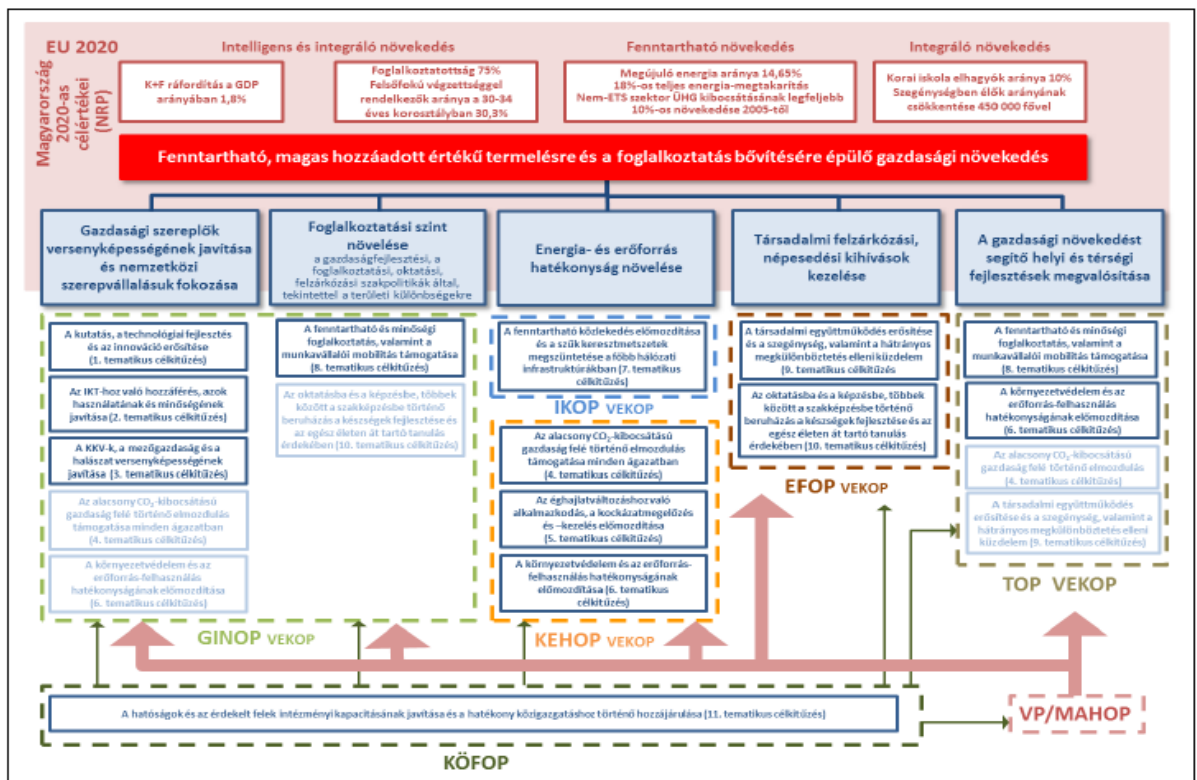 EU 2020
Magyarország
2020-as
célértékei
(NRP)
Intelligens és integráló növekedés
Fenntartható növekedés
Integráló növekedés
K+F ráfordítás a GDP
arányában 1,8%
Foglalkoztatottság 75%
Felsőfokú végzettséggel
rendelkezők aránya a 30-34
éves korosztályban 30,3%
Megújuló energia aránya 14,65%
18%-os teljes energia-megtakarítás
Nem-ETS szektor ÜHG kibocsátásának legfeljebb
10%-os növekedése 2005-től
Korai iskola elhagyók aránya 10%
Szegénységben élők arányának
csökkentése 450 000 fővel
Fenntartható, magas hozzáadott értékű termelésre és a foglalkoztatás bővítésére épülő gazdasági növekedés
Gazdasági szereplők
versenyképességének javítása
és nemzetközi
szerepvállalásuk fokozása
Foglalkoztatási szint
növelése
a gazdaságfejlesztési, a
foglalkoztatási, oktatási,
felzárkózási szakpolitikák által,
tekintettel a területi különbségekre
Energia- és erőforrás
hatékonyság növelése
Társadalmi felzárkózási,
népesedési kihívások
kezelése
A gazdasági növekedést
segítő helyi és térségi
fejlesztések megvalósítása
A kutatás, a technológiai fejlesztés
és az innováció erősítése
(1. tematikus célkitűzés)
Az IKT-hoz való hozzáférés, azok
használatának és minőségének
javítása (2. tematikus célkitűzés)
A KKV-k, a mezőgazdaság és a
halászat versenyképességének
javítása (3. tematikus célkitűzés)
Az alacsony CO₂-kibocsátású
gazdaság felé történő elmozdulás
támogatása minden ágazatban
(4. tematikus célkitűzés)
A környezetvédelem és az
erőforrás-felhasználás
hatékonyságának előmozdítása
(6. tematikus célkitűzés)
A fenntartható és minőségi
foglalkoztatás, valamint a
munkavállalói mobilitás támogatása
(8. tematikus célkitűzés)
Az oktatásba és a képzésbe, többek
között a szakképzésbe történő
beruházás a készségek fejlesztése és
az egész életen át tartó tanulás
érdekében (10. tematikus célkitűzés)
GINOP VEKOP
A fenntartható közlekedés előmozdítása
és a szűk keresztmetszetek
megszüntetése a főbb hálózati
infrastruktúrákban (7. tematikus
célkitűzés)
IKOP VEKOP
Az alacsony CO₂-kibocsátású
gazdaság felé történő elmozdulás
támogatása minden ágazatban
(4. tematikus célkitűzés)
Az éghajlatváltozáshoz való
alkalmazkodás, a kockázatmegelőzés
és –kezelés előmozdítása
(5. tematikus célkitűzés)
A környezetvédelem és az erőforrás-
felhasználás hatékonyságának
előmozdítása (6. tematikus
célkitűzés)
KEHOP VEKOP
A társadalmi együttműködés erősítése
és a szegénység, valamint a hátrányos
megkülönböztetés elleni küzdelem
(9. tematikus célkitűzés
Az oktatásba és a képzésbe, többek
között a szakképzésbe történő
beruházás a készségek fejlesztése és
az egész életen át tartó tanulás
érdekében (10. tematikus célkitűzés)
EFOP VEKOP
A fenntartható és minőségi
foglalkoztatás, valamint a
munkavállalói mobilitás támogatása
(8. tematikus célkitűzés)
A környezetvédelem és az
erőforrás-felhasználás
hatékonyságának előmozdítása
(6. tematikus célkitűzés)
Az alacsony CO₂-kibocsátású
gazdaság felé történő elmozdulás
(4. tematikus célkitűzés)
A társadalmi együttműködés
erősítése és a szegénység, valamint a
hátrányos megkülönböztetés elleni
küzdelem (9. tematikus célkitűzés)
TOP VEKOP
A hatóságok és az érdekelt felek intézményi kapacitásának javítása és a hatékony közigazgatáshoz történő hozzájárulása (11. tematikus célkitűzés)
KÖFOP
VP/MAHOP